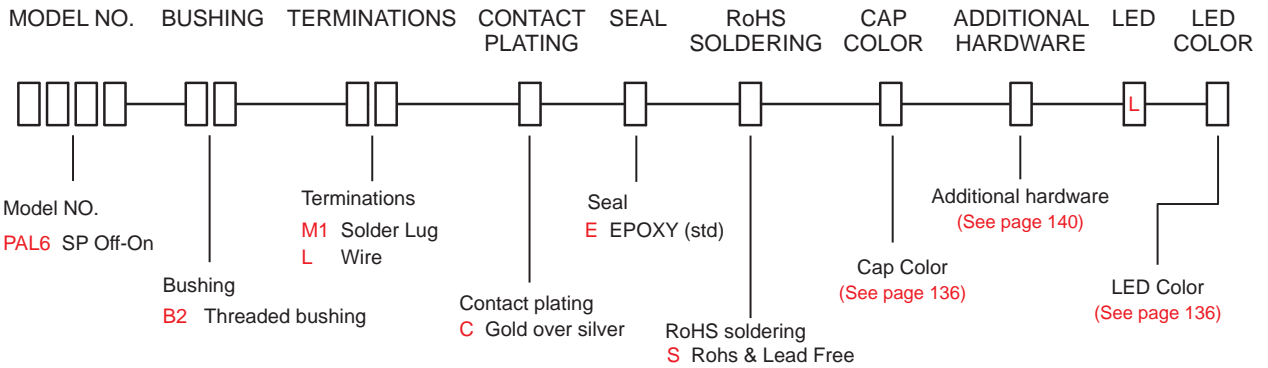 MODEL NO. BUSHING TERMINATIONS CONTACT PLATING SEAL RoHS SOLDERING CAP COLOR ADDITIONAL HARDWARE LED LED COLOR
L
Model NO.
PAL6 SP Off-On
Bushing
B2 Threaded bushing
Terminations
M1 Solder Lug
L Wire
Contact plating
C Gold over silver
Seal
E EPOXY (std)
RoHS soldering
S Rohs & Lead Free
Cap Color
(See page 136)
Additional hardware
(See page 140)
LED Color
(See page 136)